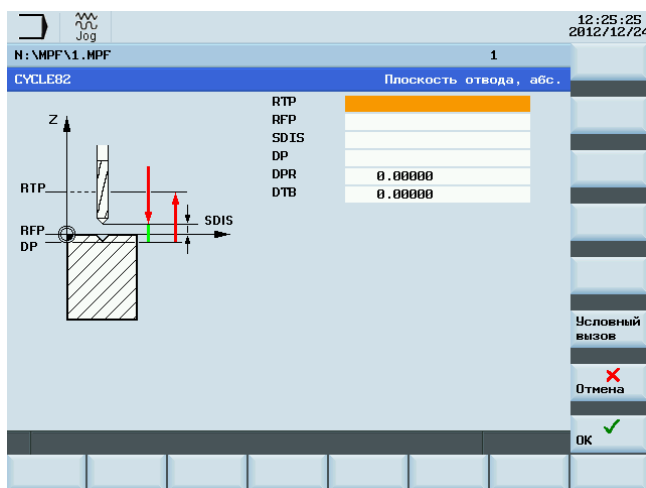 12:25:25
2012/12/24
Jog
N:\MPF\1.MPF 1
CYCLE82 Плоскость отвода, абс.
RTP
RFP
SDIS
DP
DPR 0.00000
DTB 0.00000
Z
RTP
SDIS
RFP
DP
Условный
вызов
Отмена
OK